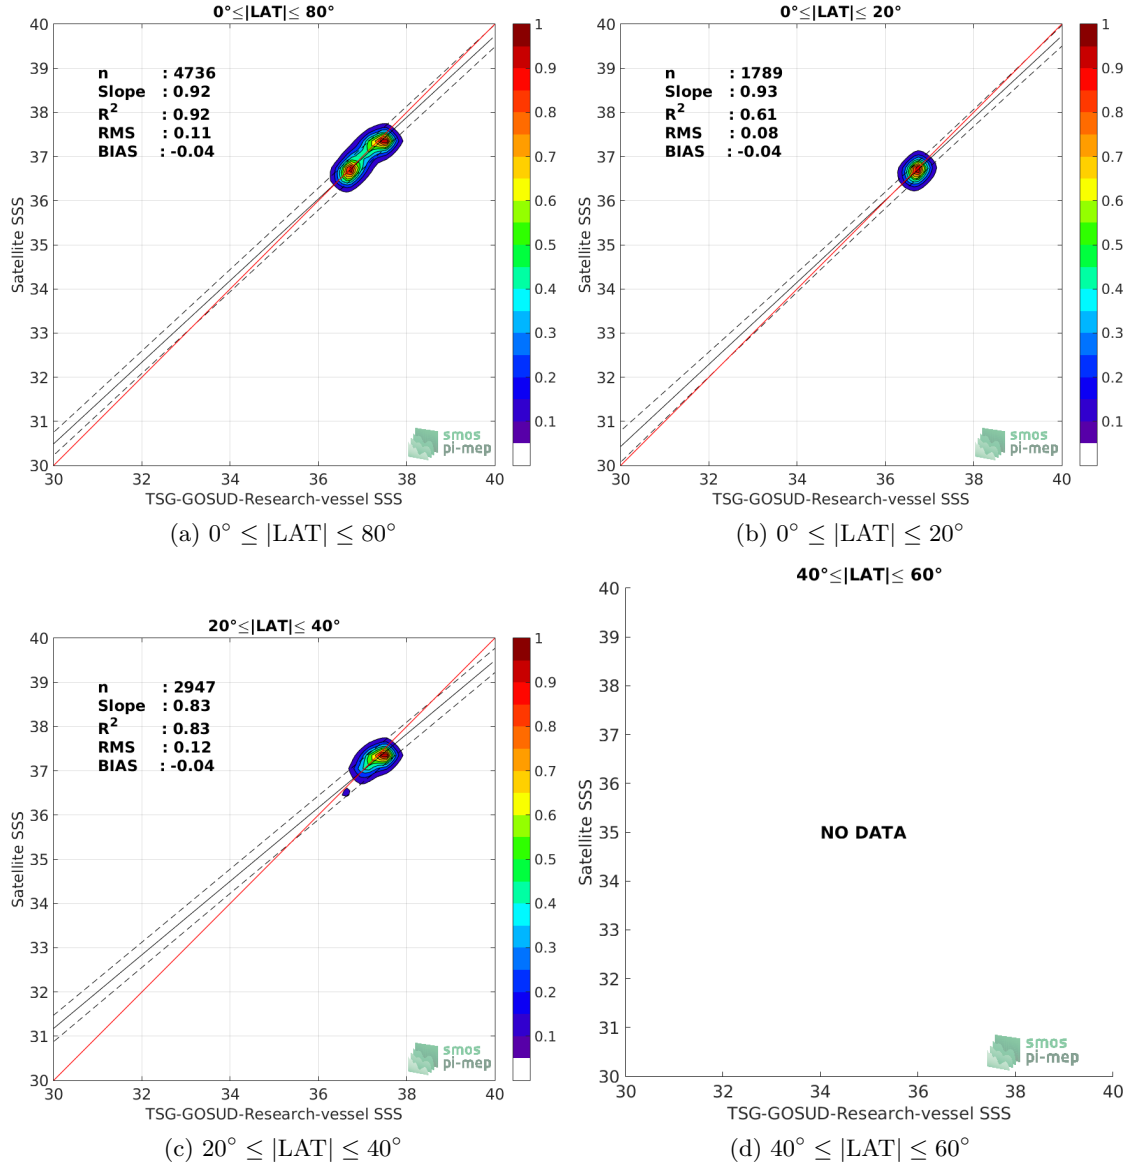 0°≤|LAT|≤ 80°
40
39
38
37
36
35
34
33
32
31
30
Satellite SSS
n : 4736
Slope : 0.92
R² : 0.92
RMS : 0.11
BIAS : -0.04
smos
pi-mep
30 32 34 36 38 40
TSG-GOSUD-Research-vessel SSS
1
0.9
0.8
0.7
0.6
0.5
0.4
0.3
0.2
0.1
(a) 0° ≤ |LAT| ≤ 80°
0°≤|LAT|≤ 20°
40
39
38
37
36
35
34
33
32
31
30
Satellite SSS
n : 1789
Slope : 0.93
R² : 0.61
RMS : 0.08
BIAS : -0.04
smos
pi-mep
30 32 34 36 38 40
TSG-GOSUD-Research-vessel SSS
1
0.9
0.8
0.7
0.6
0.5
0.4
0.3
0.2
0.1
(b) 0° ≤ |LAT| ≤ 20°
20°≤|LAT|≤ 40°
40
39
38
37
36
35
34
33
32
31
30
Satellite SSS
n : 2947
Slope : 0.83
R² : 0.83
RMS : 0.12
BIAS : -0.04
smos
pi-mep
30 32 34 36 38 40
TSG-GOSUD-Research-vessel SSS
1
0.9
0.8
0.7
0.6
0.5
0.4
0.3
0.2
0.1
(c) 20° ≤ |LAT| ≤ 40°
40°≤|LAT|≤ 60°
40
39
38
37
36
35
34
33
32
31
30
Satellite SSS
NO DATA
smos
pi-mep
30 32 34 36 38 40
TSG-GOSUD-Research-vessel SSS
(d) 40° ≤ |LAT| ≤ 60°